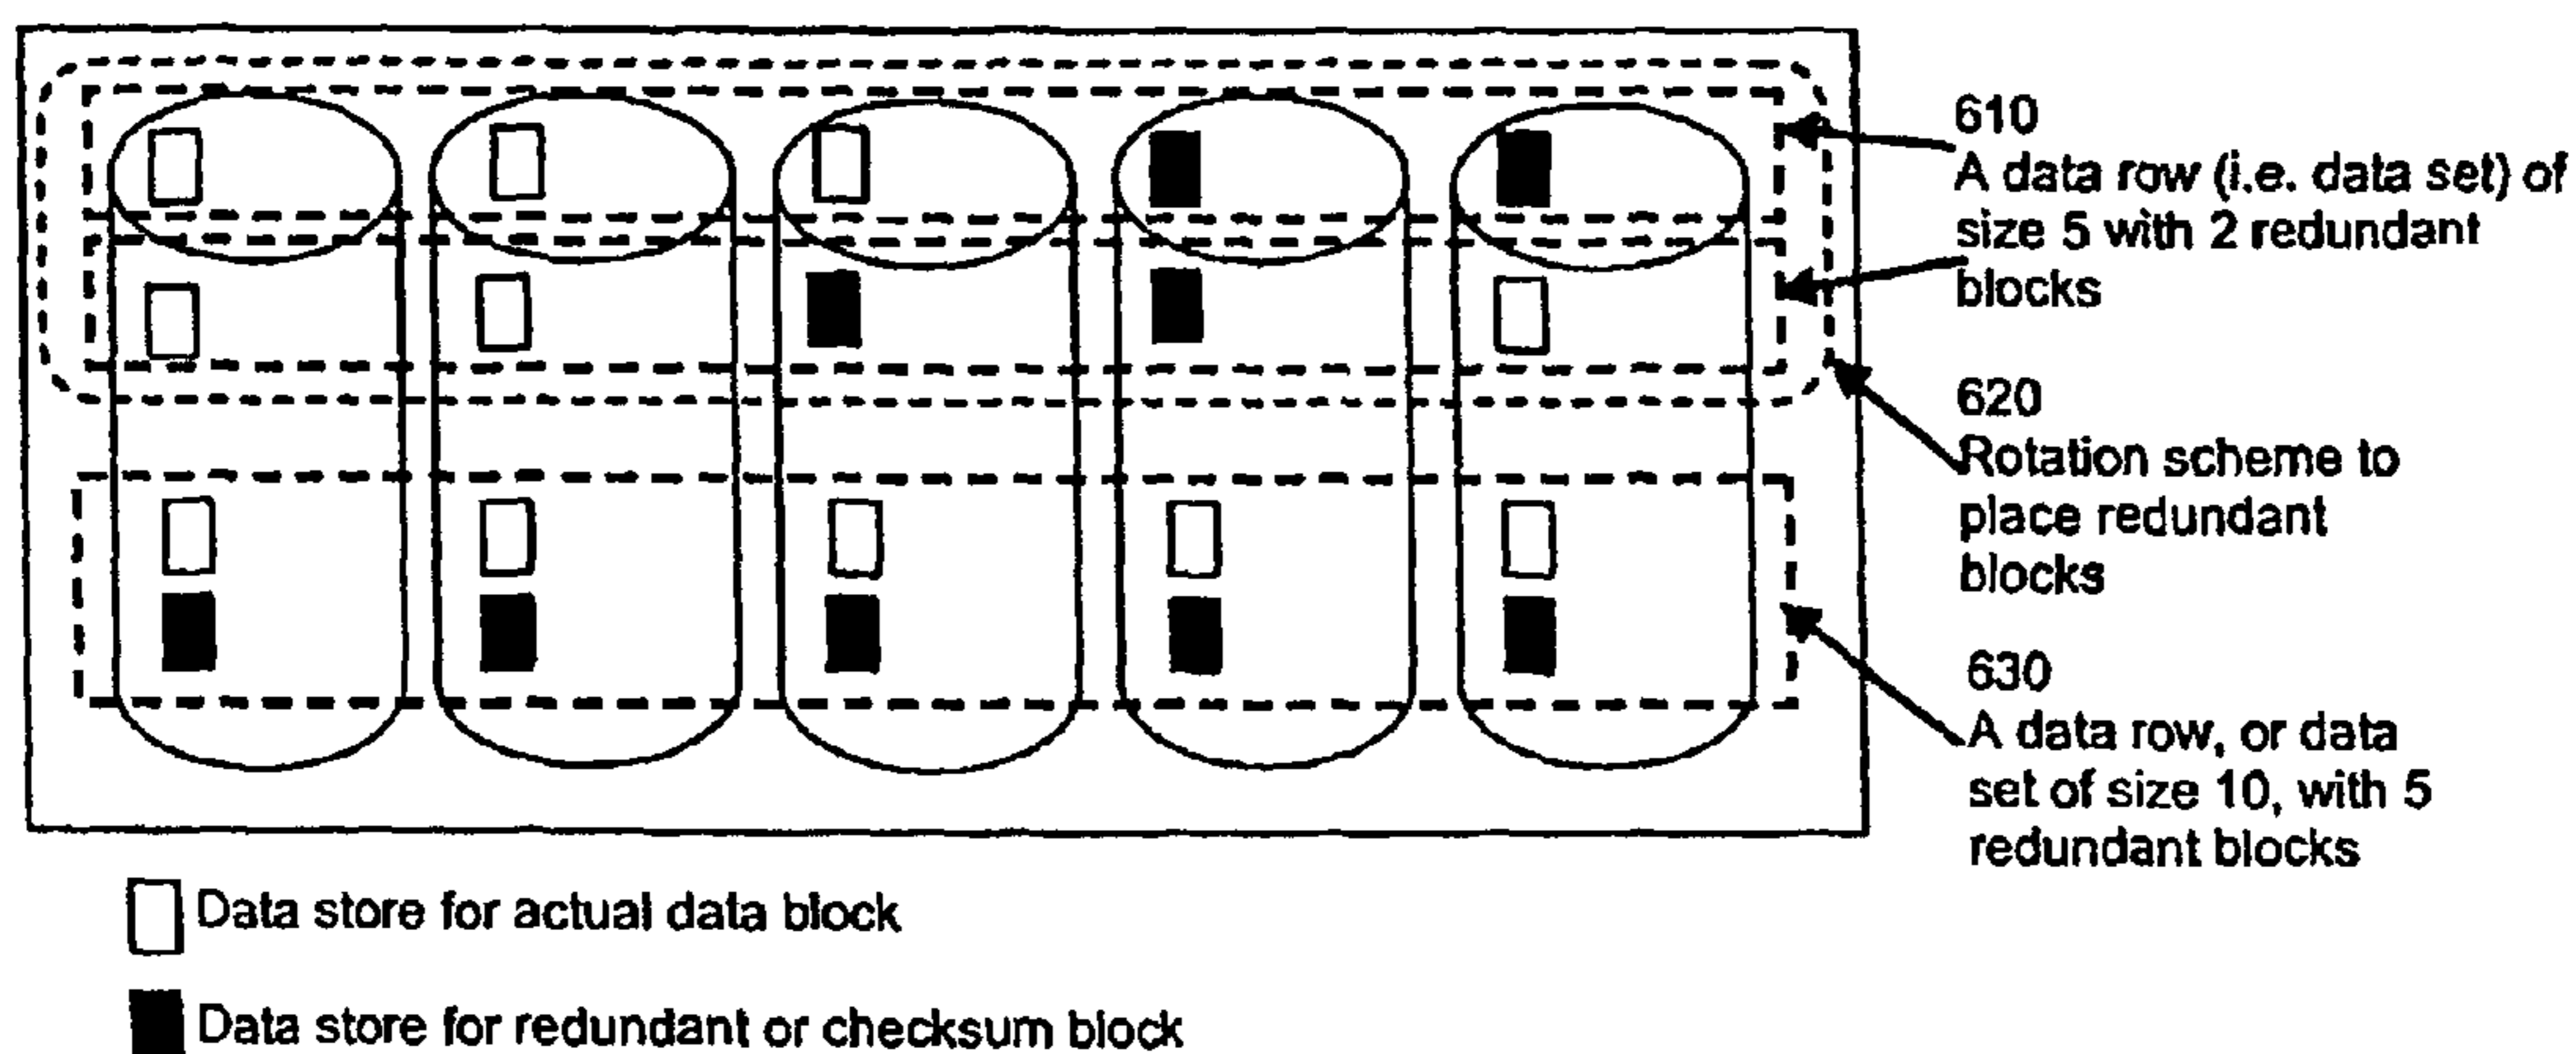 610
A data row (i.e. data set) of
size 5 with 2 redundant
blocks
620
Rotation scheme to
place redundant
blocks
630
A data row, or data
set of size 10, with 5
redundant blocks
Data store for actual data block
Data store for redundant or checksum block